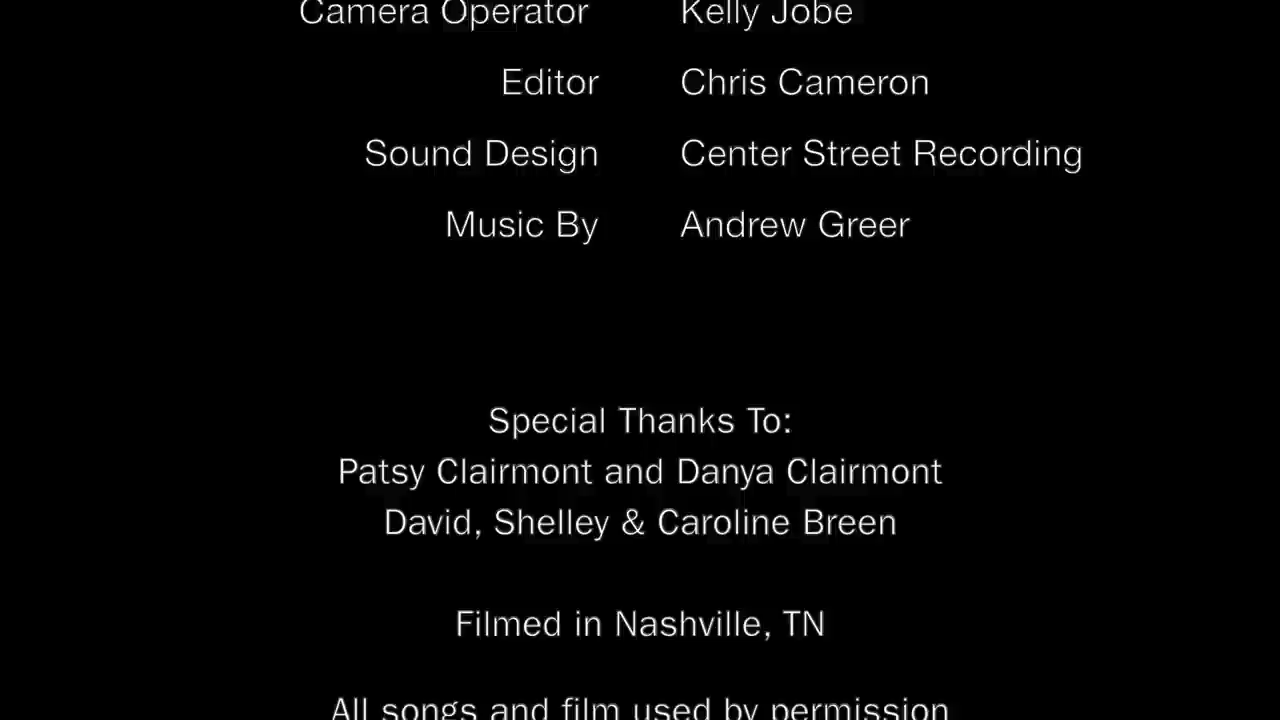 Camera Operator Kelly Jobe
Editor Chris Cameron
Sound Design Center Street Recording
Music By Andrew Greer
Special Thanks To:
Patsy Clairmont and Danya Clairmont
David, Shelley & Caroline Breen
Filmed in Nashville, TN
All songs and film used by permission